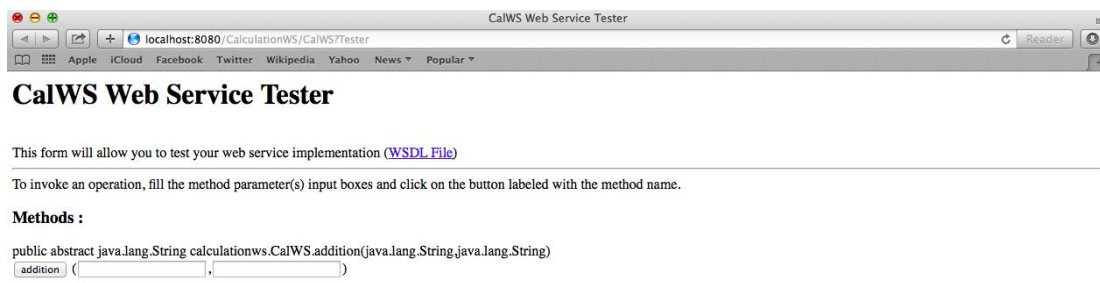 CalWS Web Service Tester
localhost:8080/CalculationWS/CalWS?Tester
Reader
Apple iCloud Facebook Twitter Wikipedia Yahoo News Popular
CalWS Web Service Tester
This form will allow you to test your web service implementation (WSDL File)
To invoke an operation, fill the method parameter(s) input boxes and click on the button labeled with the method name.
Methods :
public abstract java.lang.String calculationws.CalWS.addition(java.lang.String,java.lang.String)
addition ( , )